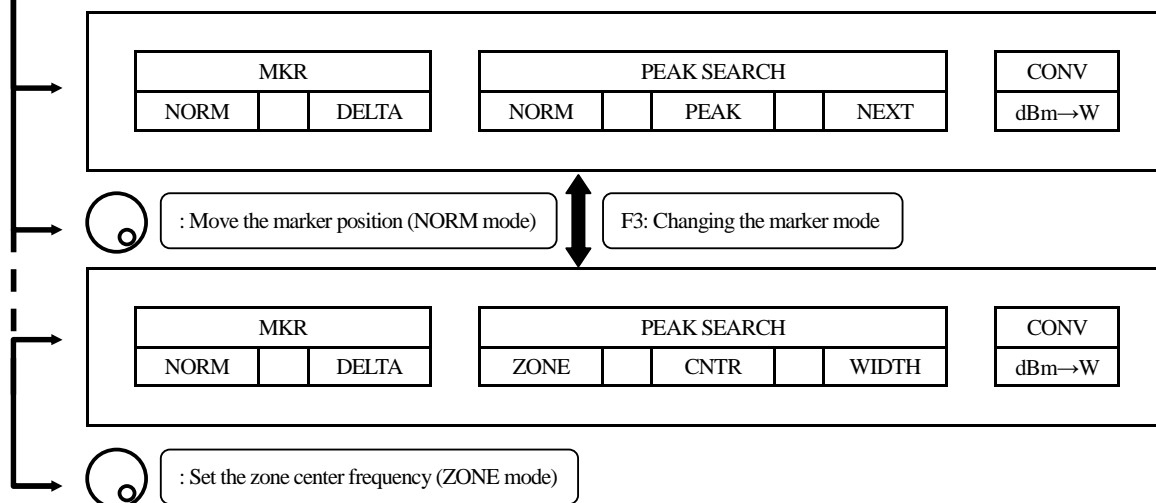 MKR PEAK SEARCH CONV
NORM DELTA NORM PEAK NEXT dBm→W
: Move the marker position (NORM mode) F3: Changing the marker mode
MKR PEAK SEARCH CONV
NORM DELTA ZONE CNTR WIDTH dBm→W
: Set the zone center frequency (ZONE mode)